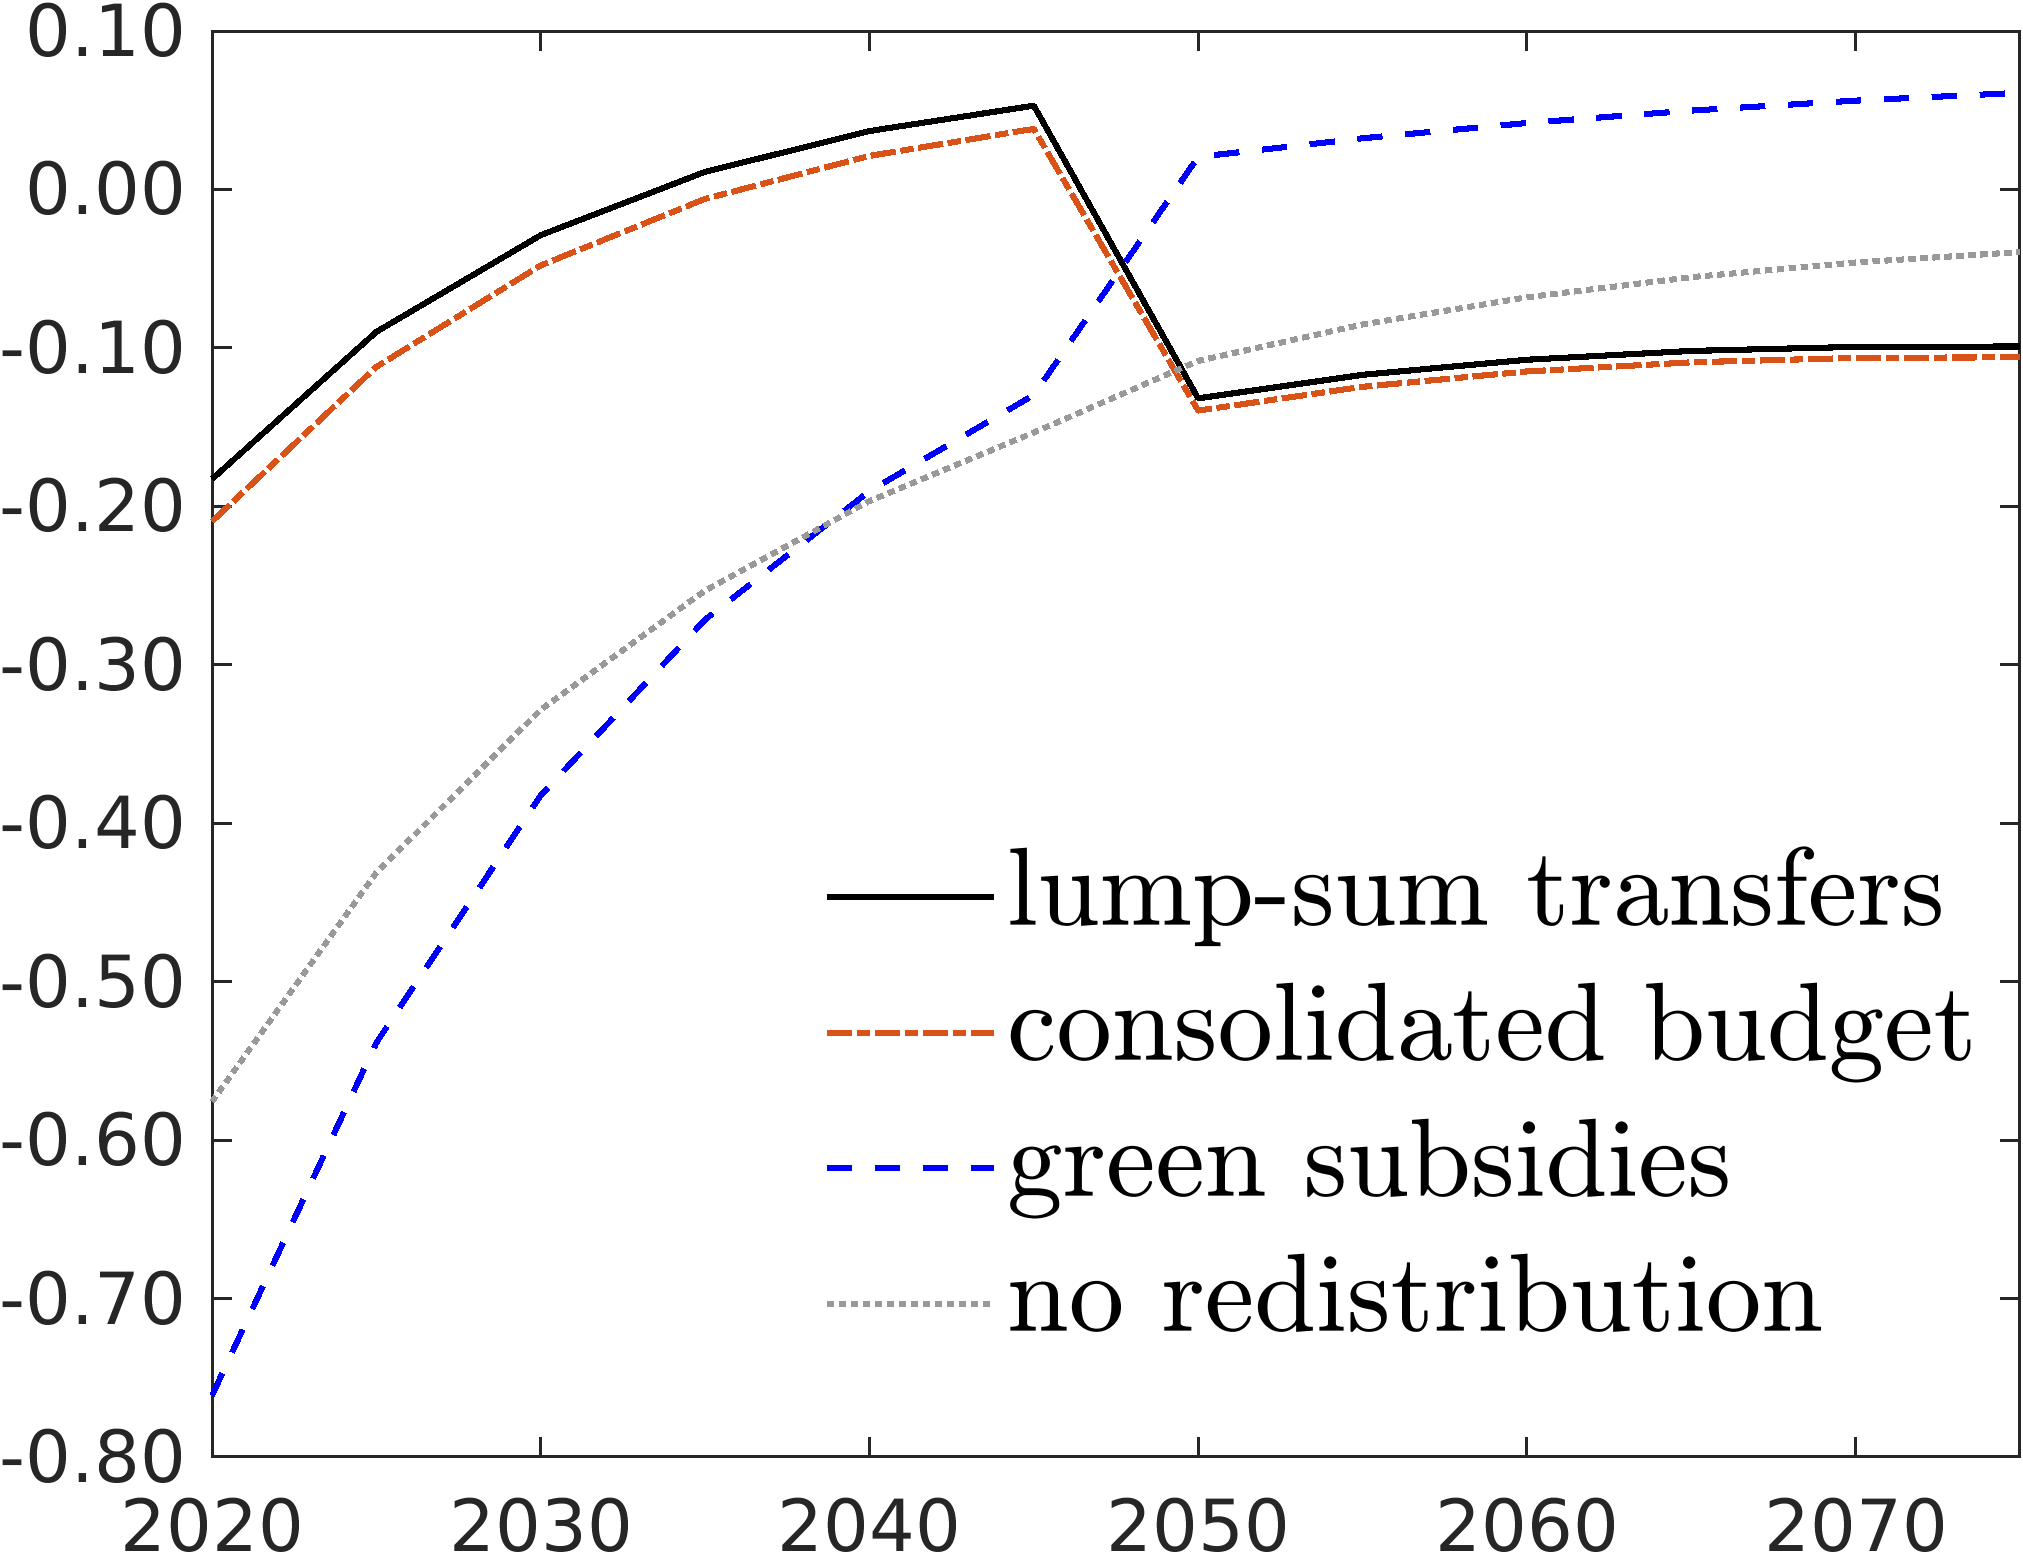 0.10
0.00
-0.10
-0.20
-0.30
-0.40
-0.50
-0.60
-0.70
-0.80
lump-sum transfers
consolidated budget
green subsidies
no redistribution
2020 2030 2040 2050 2060 2070